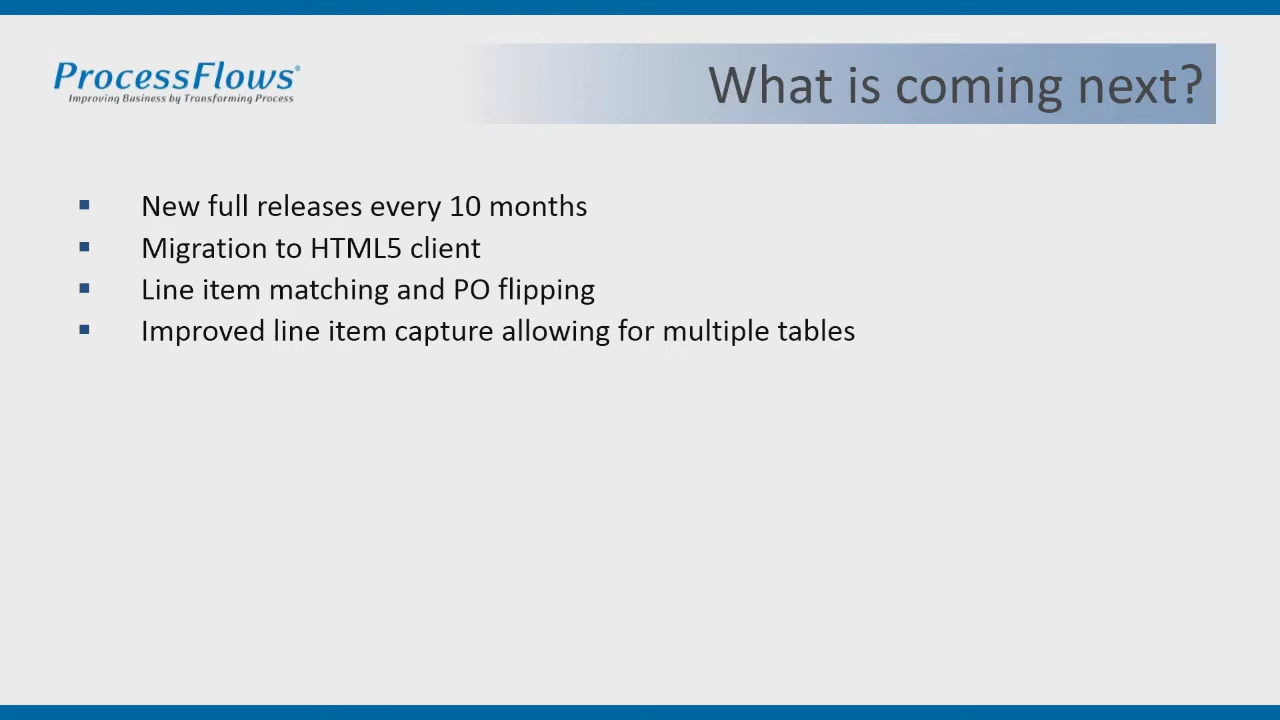 ProcessFlows®
Improving Business by Transforming Process
What is coming next?
▪ New full releases every 10 months
▪ Migration to HTML5 client
▪ Line item matching and PO flipping
▪ Improved line item capture allowing for multiple tables